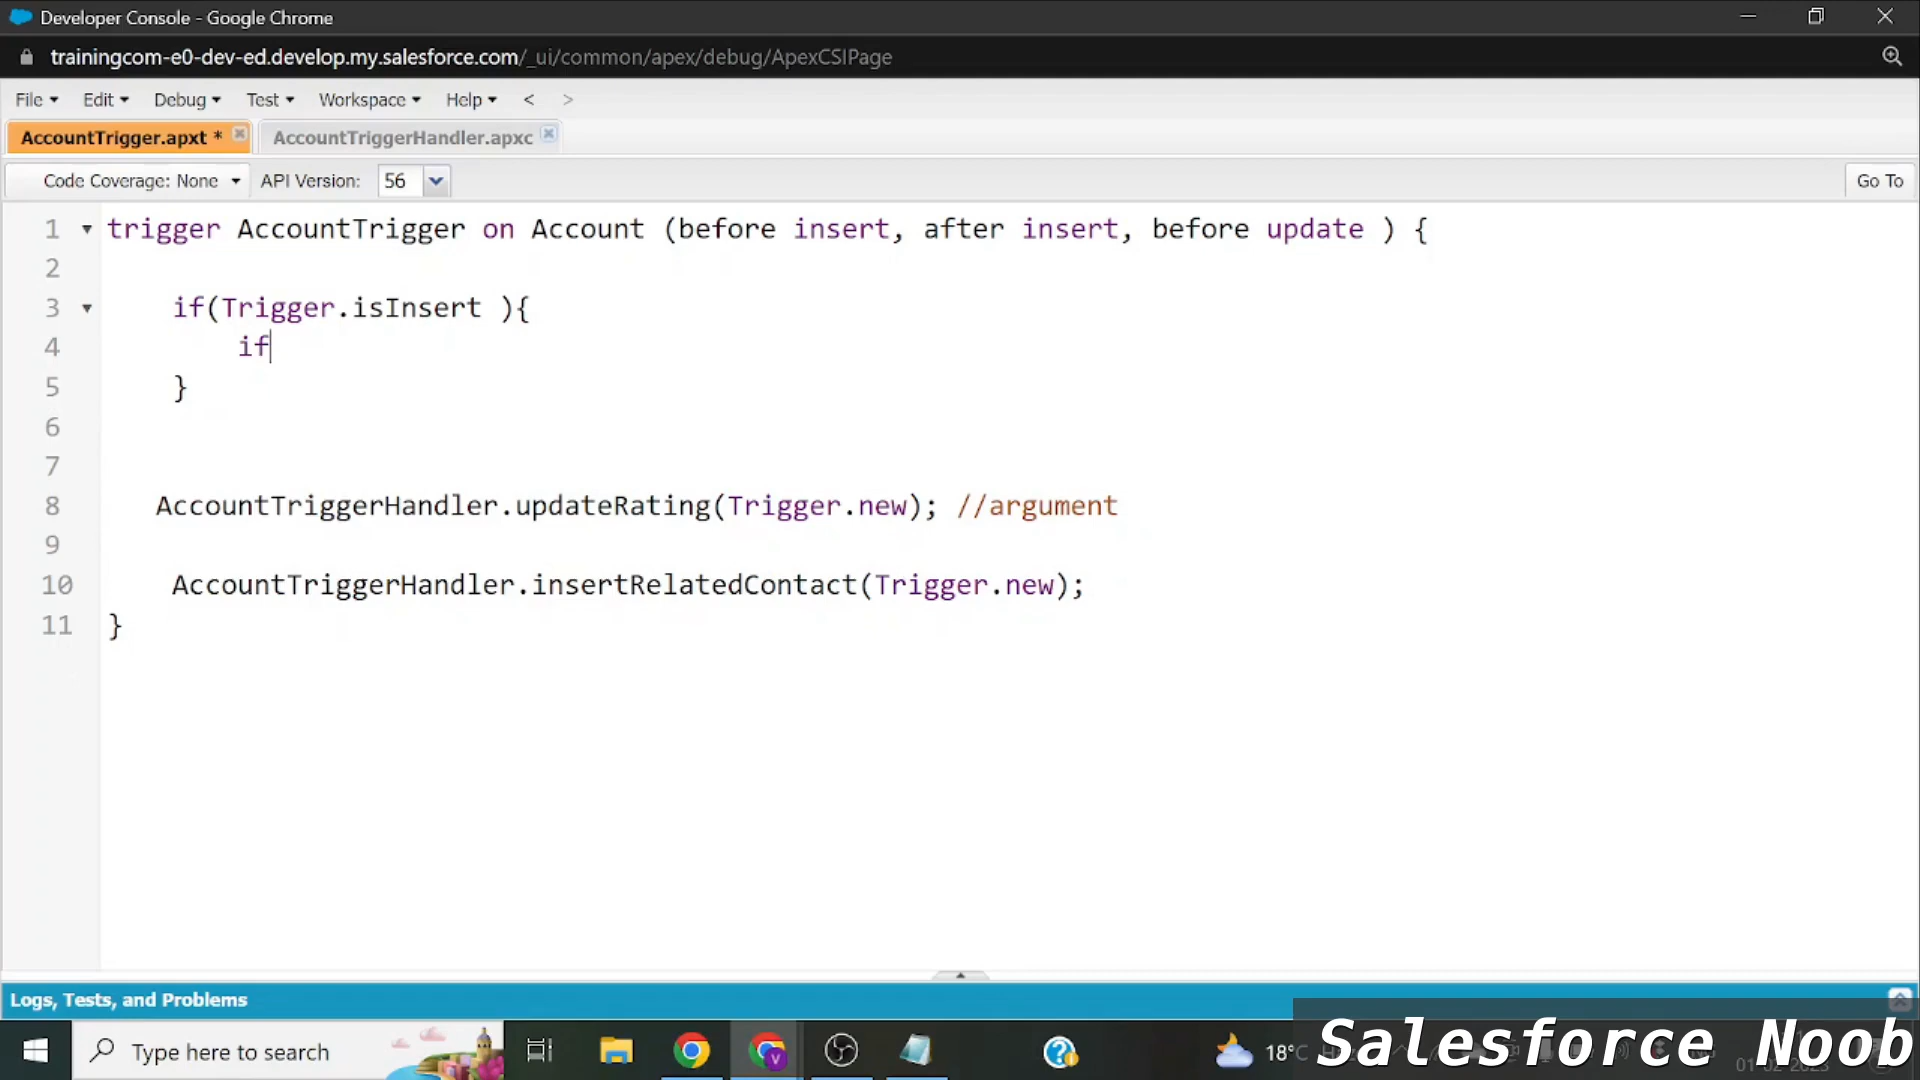 Developer Console - Google Chrome
trainingcom-e0-dev-ed.develop.my.salesforce.com/_ui/common/apex/debug/ApexCSIPage
File Edit Debug Test Workspace Help < >
AccountTrigger.apxt * AccountTriggerHandler.apxc
Code Coverage: None API Version: 56 Go To
1 trigger AccountTrigger on Account (before insert, after insert, before update ) {
2
3 if(Trigger.isInsert ){
4 if
5 }
6
7
8 AccountTriggerHandler.updateRating(Trigger.new); //argument
9
10 AccountTriggerHandler.insertRelatedContact(Trigger.new);
11 }
Logs, Tests, and Problems
Type here to search
18°C
Salesforce Noob